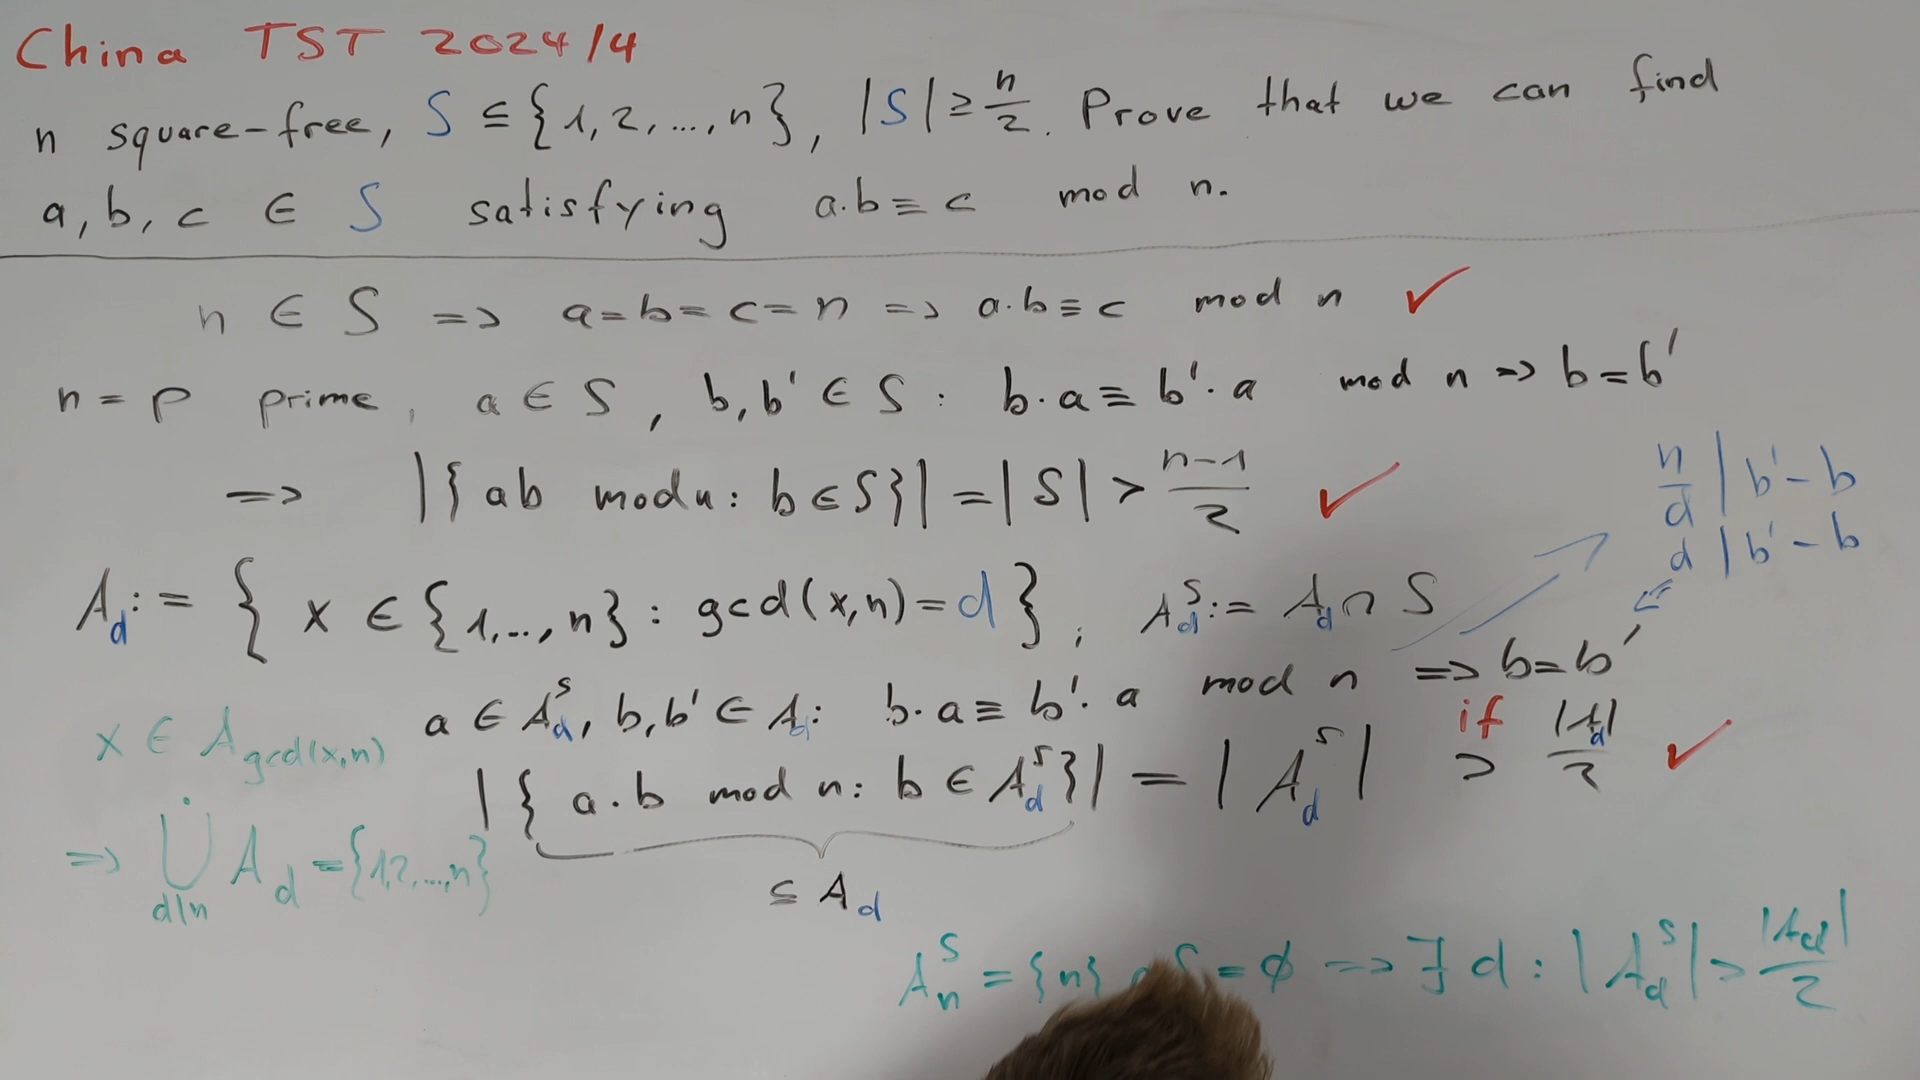 China TST 2024/4
n square-free, S ⊆ {1,2,...,n}, |S| ≥ n/2. Prove that we can find
a, b, c ∈ S satisfying a·b ≡ c mod n.
n ∈ S => a=b=c=n => a·b ≡ c mod n ✓
n = p prime, a ∈ S, b,b' ∈ S: b·a ≡ b'·a mod n => b=b'
=> |{ab mod n: b ∈ S}| = |S| > (n-1)/2 ✓
n/d | b'-b
d | b'-b
A_d := {x ∈ {1,..,n} : gcd(x,n) = d}; A_d^S := A_d ∩ S
a ∈ A_d^S, b,b' ∈ A_d: b·a ≡ b'·a mod n => b=b'
x ∈ A_gcd(x,n)
|{a·b mod n: b ∈ A_d^S}| = |A_d^S| > if |A_d|/2 ✓
=> ⋃̇_{d|n} A_d = {1,2,...,n}
⊆ A_d
A_n^S = {n} S = ∅ => ∃ d : |A_d^S| > |A_d|/2